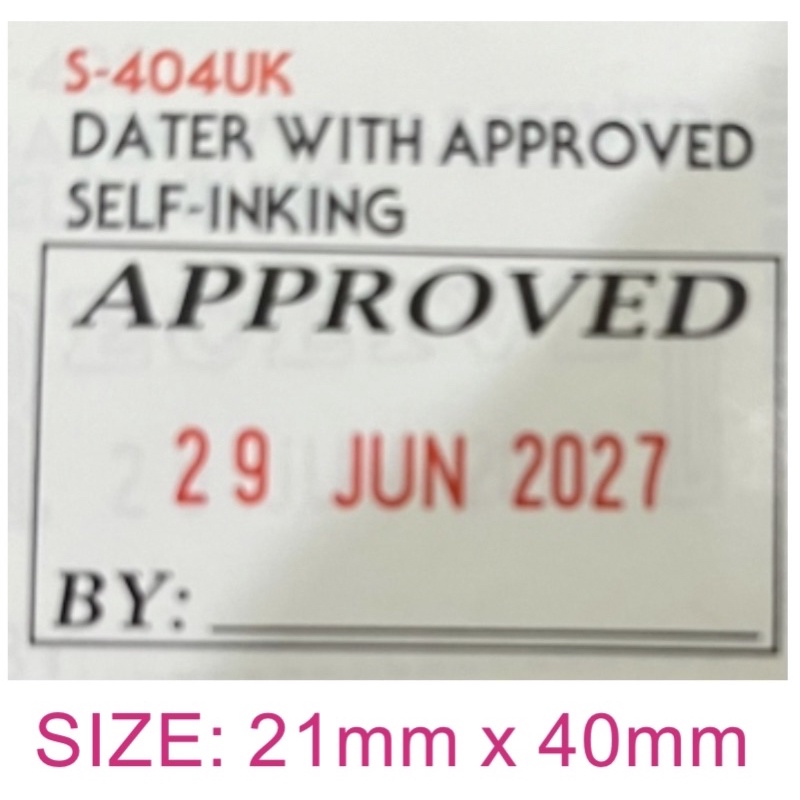 S-404UK
DATER WITH APPROVED
SELF-INKING
APPROVED
29 JUN 2027
BY:
SIZE: 21mm x 40mm